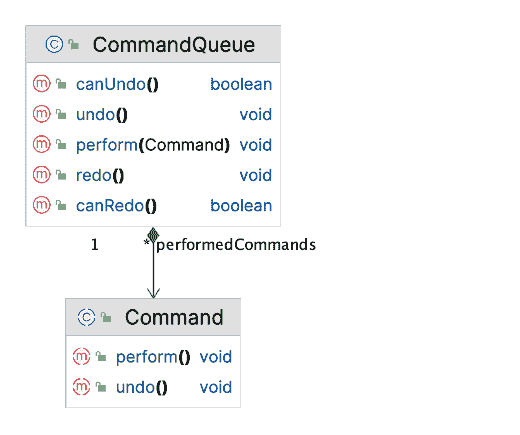 CommandQueue
canUndo() boolean
undo() void
perform(Command) void
redo() void
canRedo() boolean
1 * performedCommands
Command
perform() void
undo() void